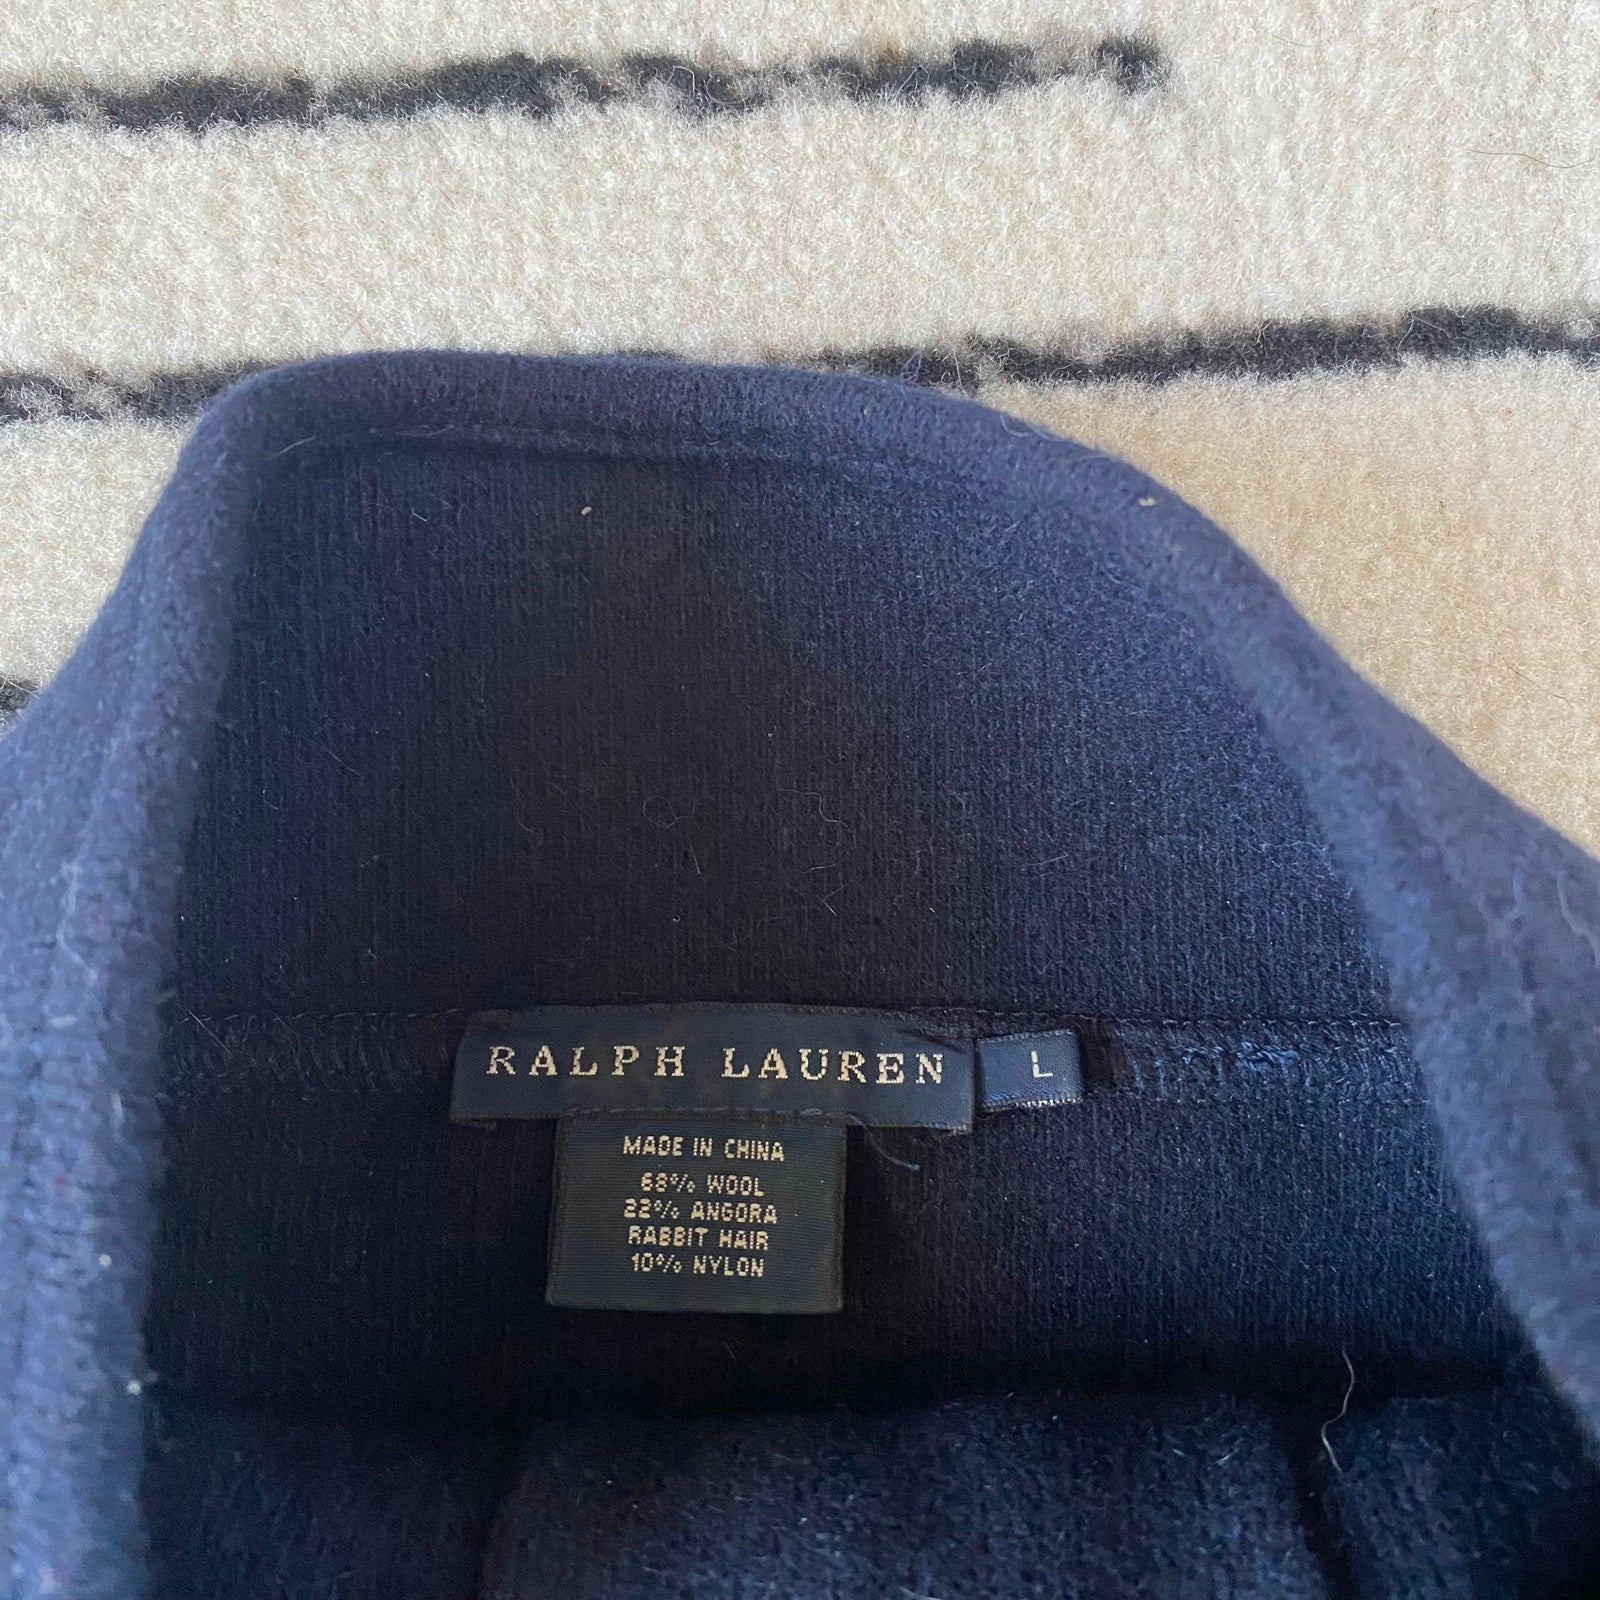 RALPH LAUREN L
MADE IN CHINA
68% WOOL
22% ANGORA
RABBIT HAIR
10% NYLON